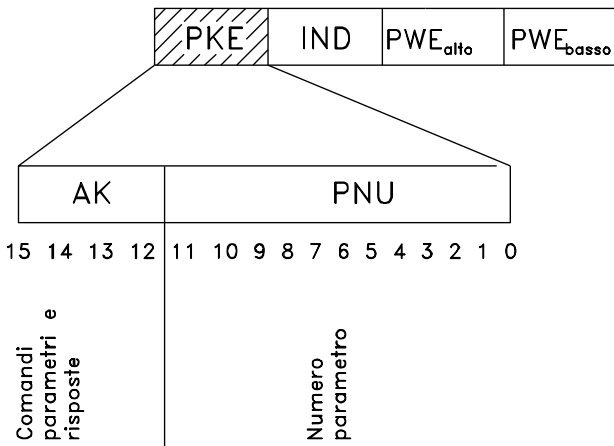 PKE IND PWEalto PWEbasso
AK PNU
15 14 13 12 11 10 9 8 7 6 5 4 3 2 1 0
Comandi
parametri e
risposte
Numero
parametro